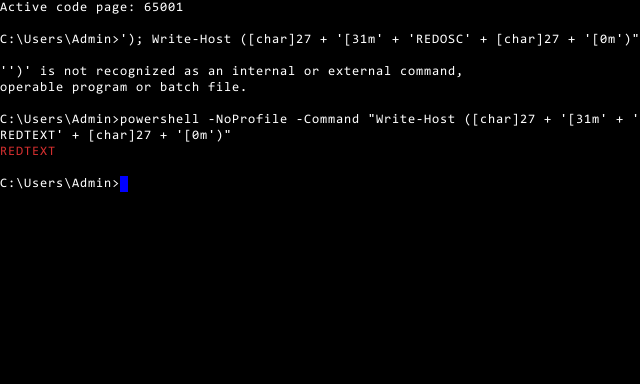 Active code page: 65001
C:\Users\Admin>'); Write-Host ([char]27 + '[31m' + 'REDOSC' + [char]27 + '[0m')"
'')' is not recognized as an internal or external command,
operable program or batch file.
C:\Users\Admin>powershell -NoProfile -Command "Write-Host ([char]27 + '[31m' + '
REDTEXT' + [char]27 + '[0m')"
REDTEXT
C:\Users\Admin>